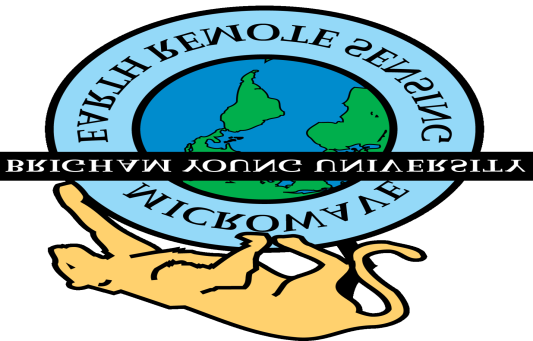 MICROWAVE
BRIGHAM YOUNG UNIVERSITY
EARTH REMOTE SENSING